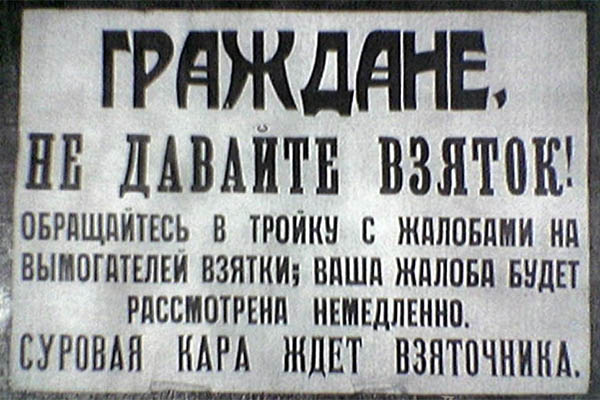 ГРАЖДАНЕ,
НЕ ДАВАЙТЕ ВЗЯТОК!
ОБРАЩАЙТЕСЬ В ТРОЙКУ С ЖАЛОБАМИ НА
ВЫМОГАТЕЛЕЙ ВЗЯТКИ; ВАША ЖАЛОБА БУДЕТ
РАССМОТРЕНА НЕМЕДЛЕННО.
СУРОВАЯ КАРА ЖДЕТ ВЗЯТОЧНИКА.